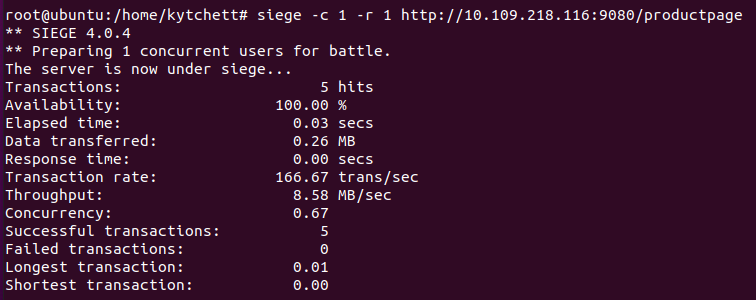 root@ubuntu:/home/kytchett# siege -c 1 -r 1 http://10.109.218.116:9080/productpage
** SIEGE 4.0.4
** Preparing 1 concurrent users for battle.
The server is now under siege...
Transactions:                      5 hits
Availability:                 100.00 %
Elapsed time:                   0.03 secs
Data transferred:               0.26 MB
Response time:                  0.00 secs
Transaction rate:             166.67 trans/sec
Throughput:                     8.58 MB/sec
Concurrency:                    0.67
Successful transactions:           5
Failed transactions:               0
Longest transaction:            0.01
Shortest transaction:           0.00